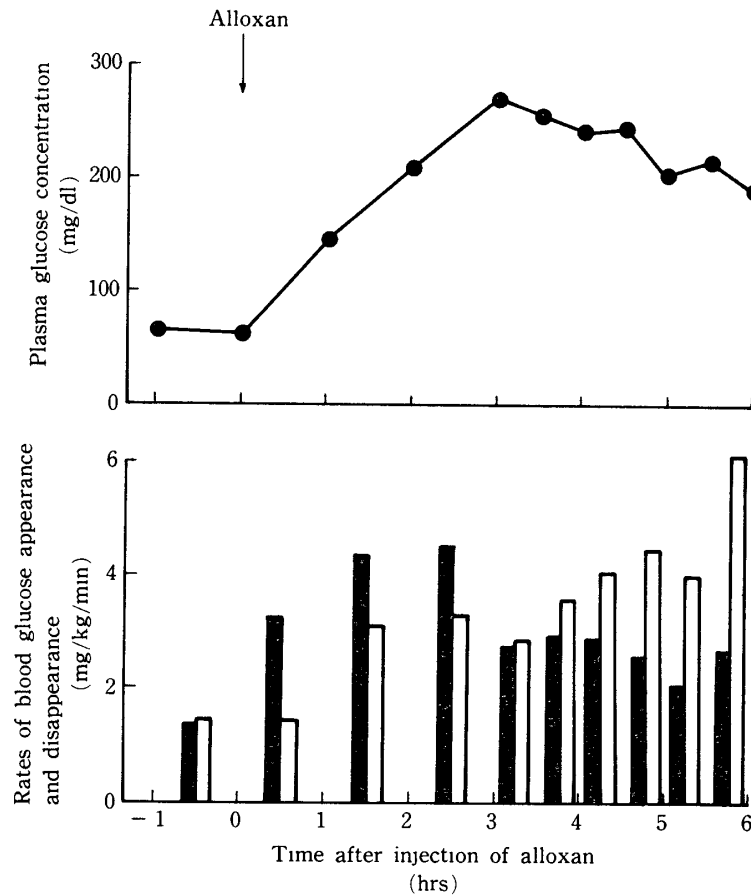 Alloxan
300
200
100
0
Plasma glucose concentration
(mg/dl)
6
4
2
0
Rates of blood glucose appearance
and disappearance
(mg/kg/min)
-1 0 1 2 3 4 5 6
Time after injection of alloxan
(hrs)